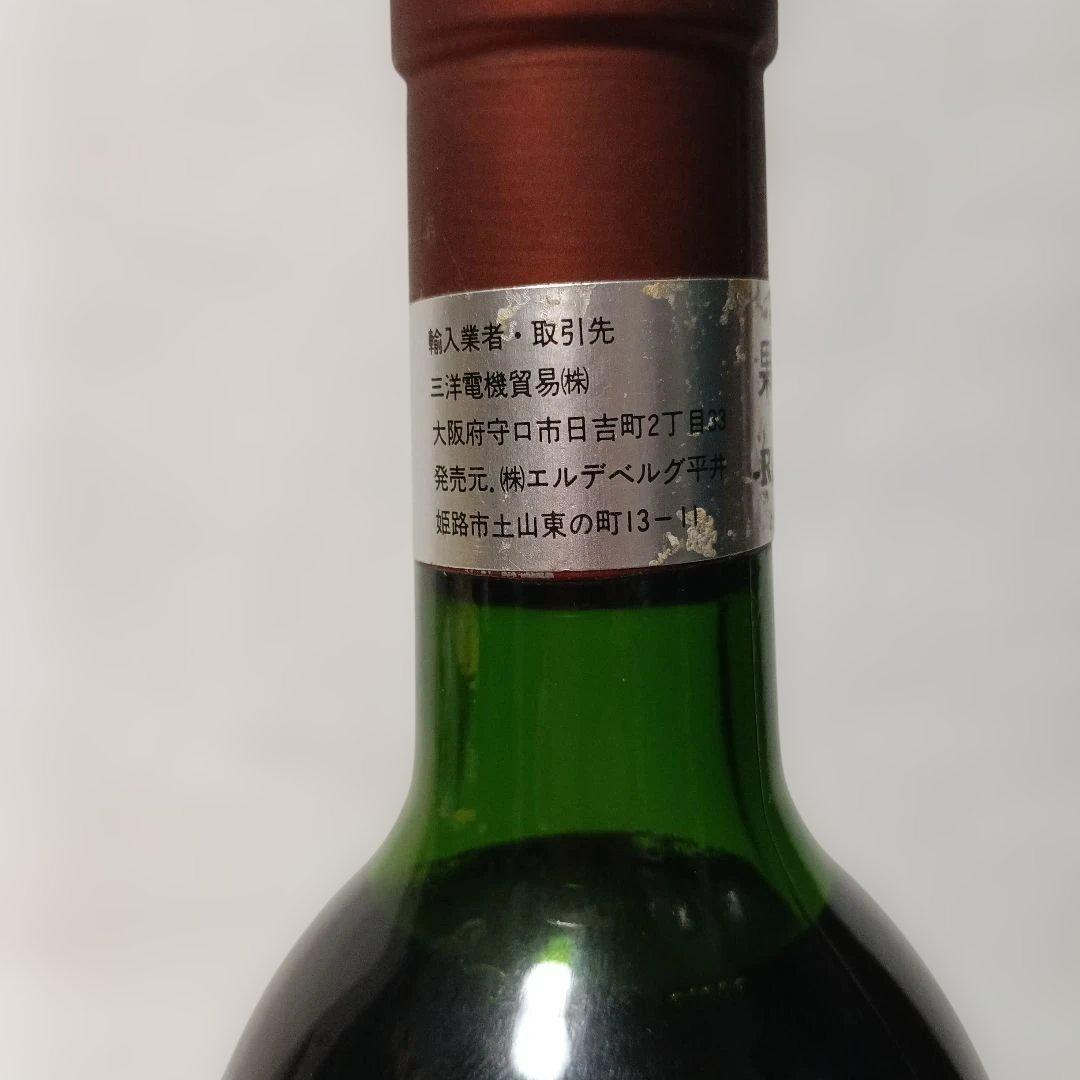 輸入業者・取引先
三洋電機貿易㈱
大阪府守口市日吉町2丁目33
発売元.㈱エルデベルグ平井
姫路市土山東の町13-11
果